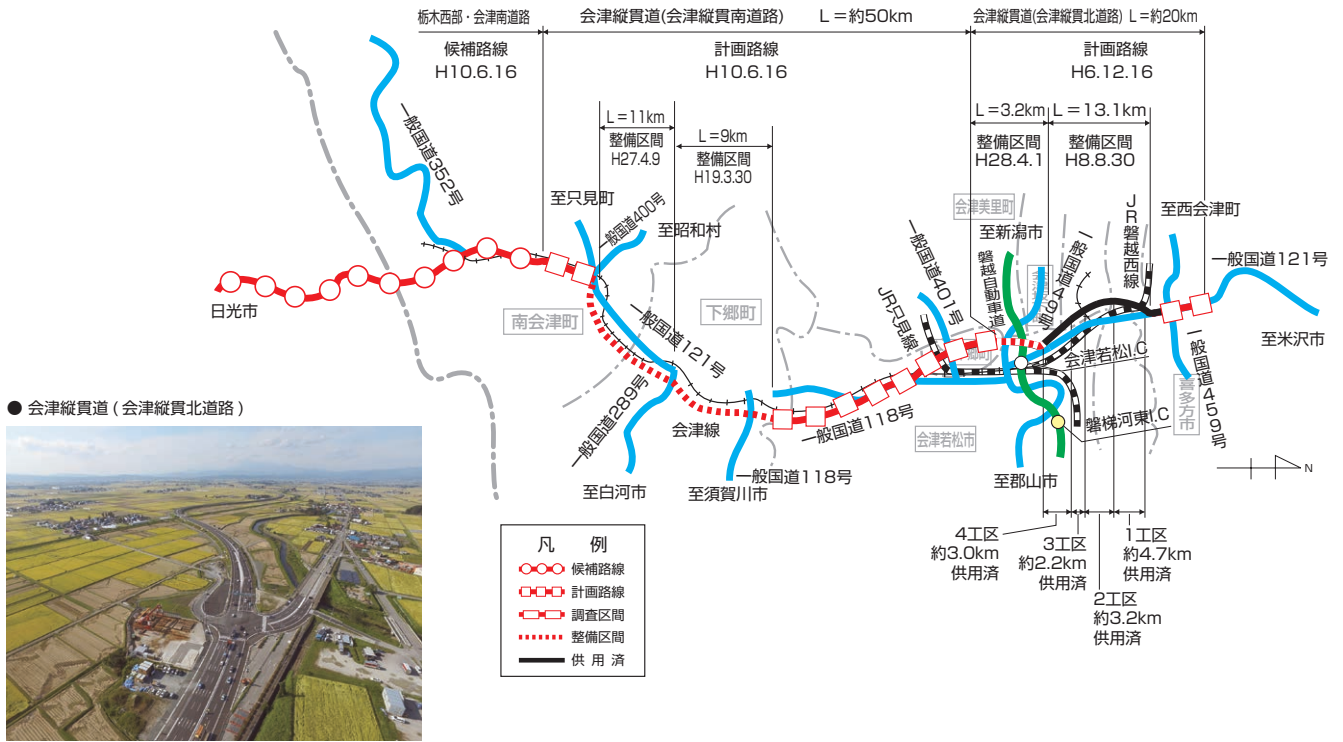 栃木西部・会津南道路
候補路線
H10.6.16
会津縦貫道(会津縦貫南道路) L=約50km
計画路線
H10.6.16
会津縦貫道(会津縦貫北道路) L=約20km
計画路線
H6.12.16
L=11km
整備区間
H27.4.9
L=9km
整備区間
H19.3.30
L=3.2km
整備区間
H28.4.1
L=13.1km
整備区間
H8.8.30
一般国道352号
至只見町
一般国道400号
至昭和村
会津美里町
至新潟市
磐越自動車道
一般国道401号
JR只見線
一般国道49号
JR磐越西線
至西会津町
一般国道121号
至米沢市
日光市
南会津町
下郷町
一般国道121号
一般国道289号
会津線
一般国道118号
一般国道118号
会津若松市
会津若松I.C
磐梯河東I.C
喜多方市
一般国道459号
至白河市
至須賀川市
至郡山市
N
4工区
約3.0km
供用済
3工区
約2.2km
供用済
2工区
約3.2km
供用済
1工区
約4.7km
供用済
凡 例
候補路線
計画路線
調査区間
整備区間
供用済
● 会津縦貫道(会津縦貫北道路)